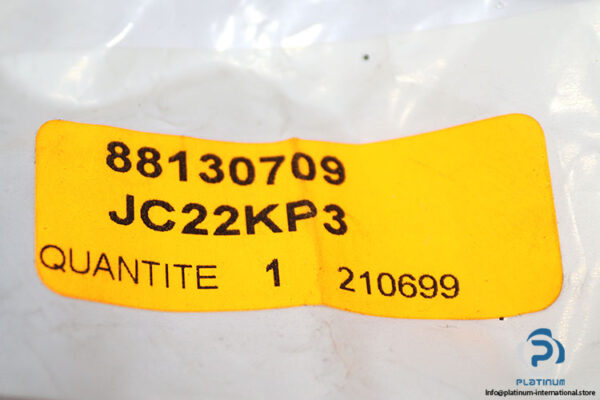 88130709
JC22KP3
QUANTITE 1 210699
PLATINUM
Info@platinum-international.store